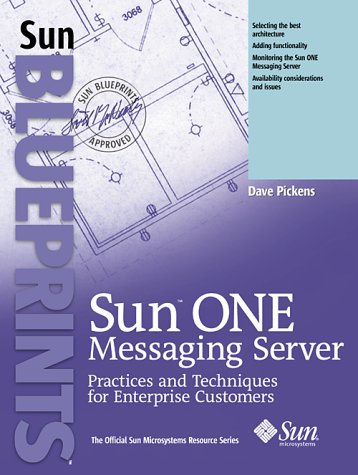 Sun
BLUEPRINTS™
Selecting the best
architecture
Adding functionality
Monitoring the Sun ONE
Messaging Server
Availability considerations
and issues
SUN BLUEPRINTS
APPROVED
Dave Pickens
Sun™ ONE
Messaging Server
Practices and Techniques
for Enterprise Customers
The Official Sun Microsystems Resource Series
Sun
microsystems